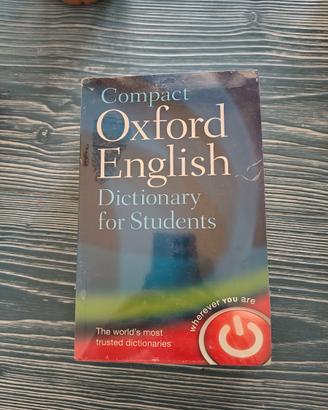 Compact
Oxford
English
Dictionary
for Students
wherever YOU are
The world's most
trusted dictionaries